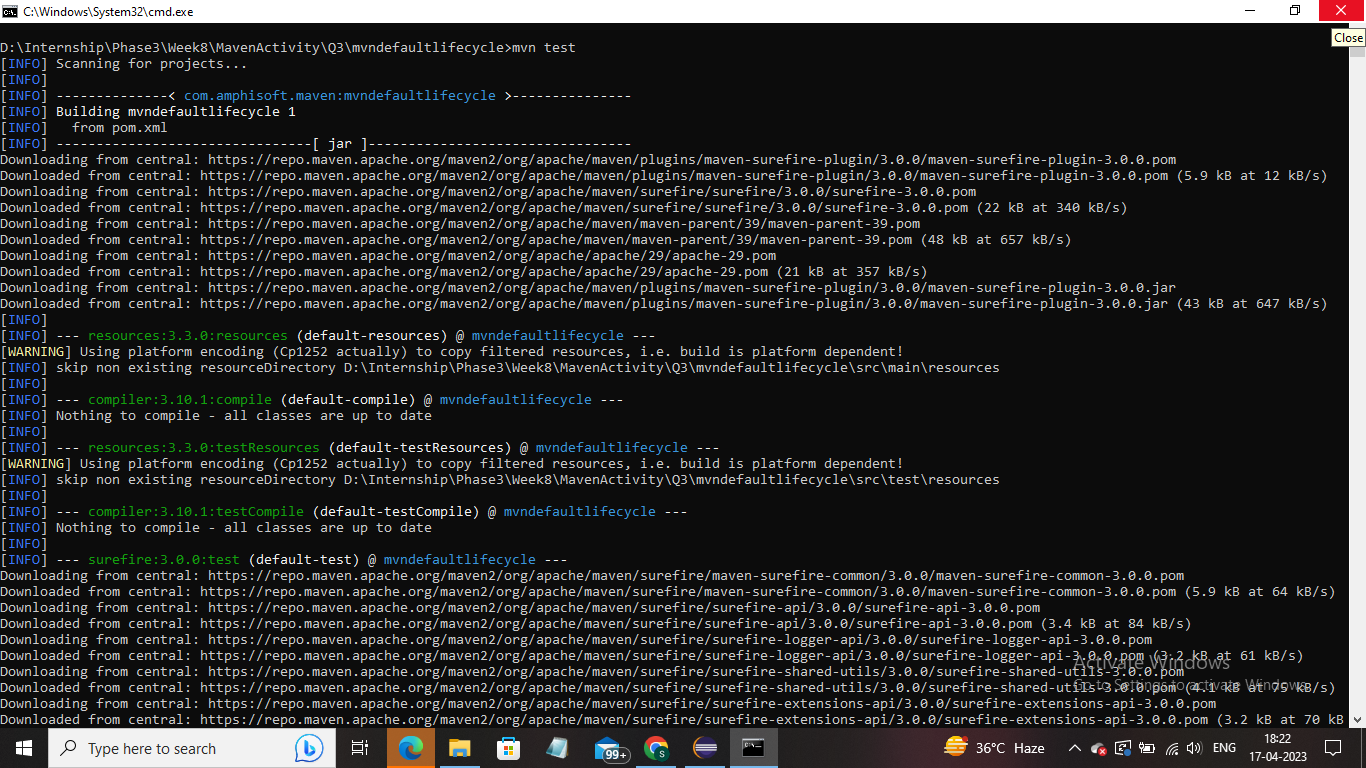 C:\Windows\System32\cmd.exe
Close
D:\Internship\Phase3\Week8\MavenActivity\Q3\mvndefaultlifecycle>mvn test
[INFO] Scanning for projects...
[INFO]
[INFO] --------------< com.amphisoft.maven:mvndefaultlifecycle >---------------
[INFO] Building mvndefaultlifecycle 1
[INFO]   from pom.xml
[INFO] --------------------------------[ jar ]---------------------------------
Downloading from central: https://repo.maven.apache.org/maven2/org/apache/maven/plugins/maven-surefire-plugin/3.0.0/maven-surefire-plugin-3.0.0.pom
Downloaded from central: https://repo.maven.apache.org/maven2/org/apache/maven/plugins/maven-surefire-plugin/3.0.0/maven-surefire-plugin-3.0.0.pom (5.9 kB at 12 kB/s)
Downloading from central: https://repo.maven.apache.org/maven2/org/apache/maven/surefire/surefire/3.0.0/surefire-3.0.0.pom
Downloaded from central: https://repo.maven.apache.org/maven2/org/apache/maven/surefire/surefire/3.0.0/surefire-3.0.0.pom (22 kB at 340 kB/s)
Downloading from central: https://repo.maven.apache.org/maven2/org/apache/maven/maven-parent/39/maven-parent-39.pom
Downloaded from central: https://repo.maven.apache.org/maven2/org/apache/maven/maven-parent/39/maven-parent-39.pom (48 kB at 657 kB/s)
Downloading from central: https://repo.maven.apache.org/maven2/org/apache/apache/29/apache-29.pom
Downloaded from central: https://repo.maven.apache.org/maven2/org/apache/apache/29/apache-29.pom (21 kB at 357 kB/s)
Downloading from central: https://repo.maven.apache.org/maven2/org/apache/maven/plugins/maven-surefire-plugin/3.0.0/maven-surefire-plugin-3.0.0.jar
Downloaded from central: https://repo.maven.apache.org/maven2/org/apache/maven/plugins/maven-surefire-plugin/3.0.0/maven-surefire-plugin-3.0.0.jar (43 kB at 647 kB/s)
[INFO]
[INFO] --- resources:3.3.0:resources (default-resources) @ mvndefaultlifecycle ---
[WARNING] Using platform encoding (Cp1252 actually) to copy filtered resources, i.e. build is platform dependent!
[INFO] skip non existing resourceDirectory D:\Internship\Phase3\Week8\MavenActivity\Q3\mvndefaultlifecycle\src\main\resources
[INFO]
[INFO] --- compiler:3.10.1:compile (default-compile) @ mvndefaultlifecycle ---
[INFO] Nothing to compile - all classes are up to date
[INFO]
[INFO] --- resources:3.3.0:testResources (default-testResources) @ mvndefaultlifecycle ---
[WARNING] Using platform encoding (Cp1252 actually) to copy filtered resources, i.e. build is platform dependent!
[INFO] skip non existing resourceDirectory D:\Internship\Phase3\Week8\MavenActivity\Q3\mvndefaultlifecycle\src\test\resources
[INFO]
[INFO] --- compiler:3.10.1:testCompile (default-testCompile) @ mvndefaultlifecycle ---
[INFO] Nothing to compile - all classes are up to date
[INFO]
[INFO] --- surefire:3.0.0:test (default-test) @ mvndefaultlifecycle ---
Downloading from central: https://repo.maven.apache.org/maven2/org/apache/maven/surefire/maven-surefire-common/3.0.0/maven-surefire-common-3.0.0.pom
Downloaded from central: https://repo.maven.apache.org/maven2/org/apache/maven/surefire/maven-surefire-common/3.0.0/maven-surefire-common-3.0.0.pom (5.9 kB at 64 kB/s)
Downloading from central: https://repo.maven.apache.org/maven2/org/apache/maven/surefire/surefire-api/3.0.0/surefire-api-3.0.0.pom
Downloaded from central: https://repo.maven.apache.org/maven2/org/apache/maven/surefire/surefire-api/3.0.0/surefire-api-3.0.0.pom (3.4 kB at 84 kB/s)
Downloading from central: https://repo.maven.apache.org/maven2/org/apache/maven/surefire/surefire-logger-api/3.0.0/surefire-logger-api-3.0.0.pom
Downloaded from central: https://repo.maven.apache.org/maven2/org/apache/maven/surefire/surefire-logger-api/3.0.0/surefire-logger-api-3.0.0.pom (3.2 kB at 61 kB/s)
Activate Windows
Downloading from central: https://repo.maven.apache.org/maven2/org/apache/maven/surefire/surefire-shared-utils/3.0.0/surefire-shared-utils-3.0.0.pom
Downloaded from central: https://repo.maven.apache.org/maven2/org/apache/maven/surefire/surefire-shared-utils/3.0.0/surefire-shared-utils-3.0.0.pom (4.1 kB at 75 kB/s)
Go to Settings to activate Windows.
Downloading from central: https://repo.maven.apache.org/maven2/org/apache/maven/surefire/surefire-extensions-api/3.0.0/surefire-extensions-api-3.0.0.pom
Downloaded from central: https://repo.maven.apache.org/maven2/org/apache/maven/surefire/surefire-extensions-api/3.0.0/surefire-extensions-api-3.0.0.pom (3.2 kB at 70 kB
Type here to search
99+
S
36°C Haze
ENG
18:22
17-04-2023